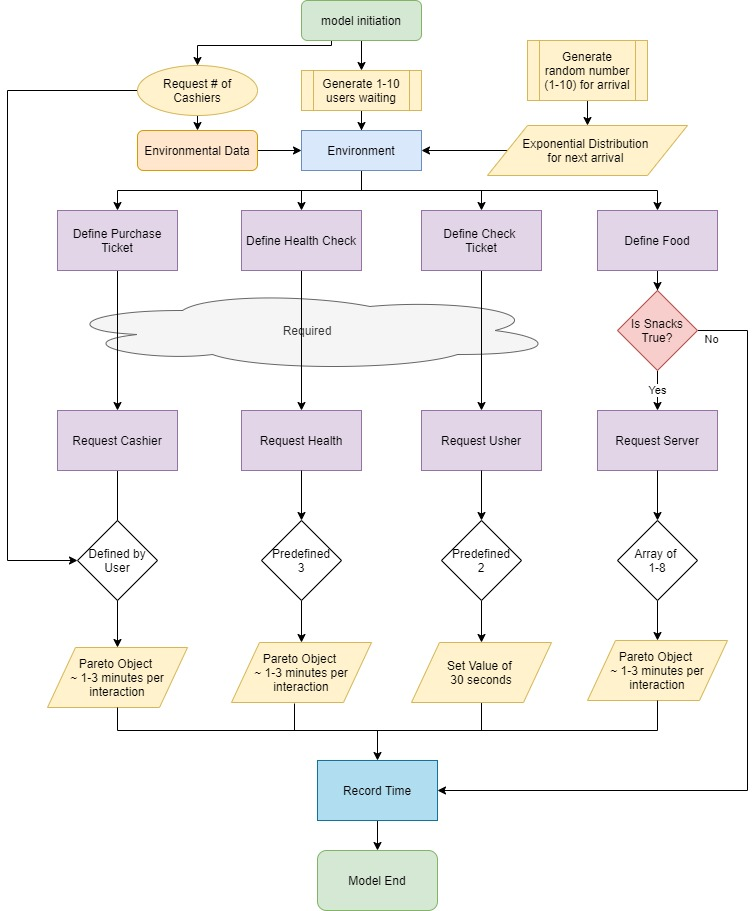 model initiation
Request # of
Cashiers
Generate 1-10
users waiting
Generate
random number
(1-10) for arrival
Environmental Data
Environment
Exponential Distribution
for next arrival
Define Purchase
Ticket
Define Health Check
Define Check
Ticket
Define Food
Required
Is Snacks
True?
No
Yes
Request Cashier
Request Health
Request Usher
Request Server
Defined by
User
Predefined
3
Predefined
2
Array of
1-8
Pareto Object
~ 1-3 minutes per
interaction
Pareto Object
~ 1-3 minutes per
interaction
Set Value of
30 seconds
Pareto Object
~ 1-3 minutes per
interaction
Record Time
Model End